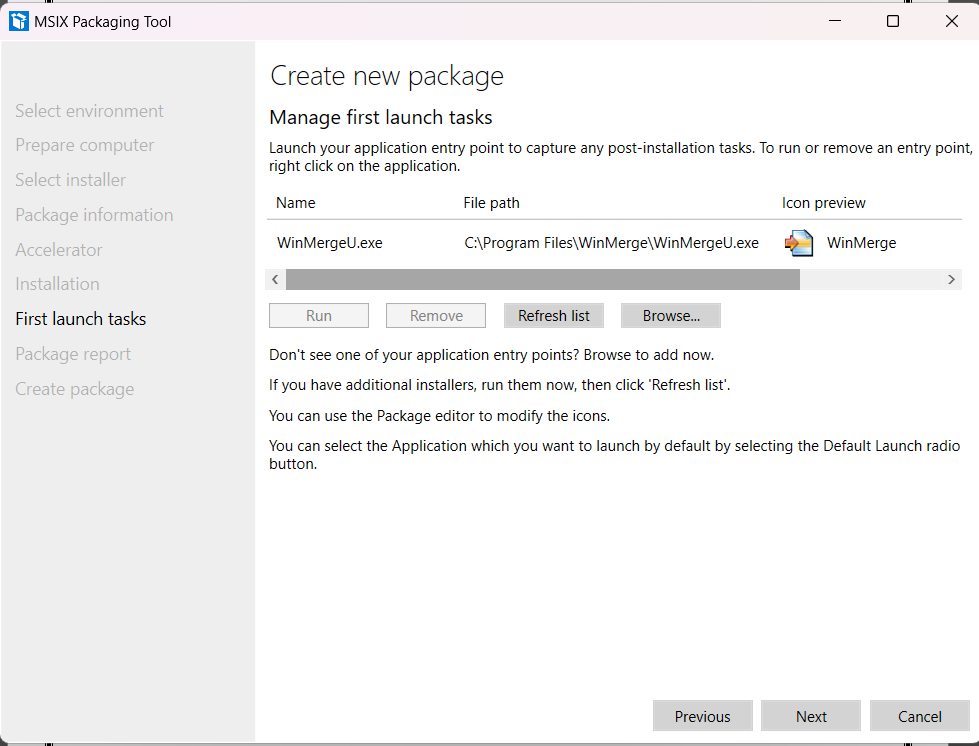 MSIX Packaging Tool
Create new package
Manage first launch tasks
Select environment
Prepare computer
Select installer
Package information
Accelerator
Installation
First launch tasks
Package report
Create package
Launch your application entry point to capture any post-installation tasks. To run or remove an entry point,
right click on the application.
Name File path Icon preview
WinMergeU.exe C:\Program Files\WinMerge\WinMergeU.exe WinMerge
Run Remove Refresh list Browse...
Don't see one of your application entry points? Browse to add now.
If you have additional installers, run them now, then click 'Refresh list'.
You can use the Package editor to modify the icons.
You can select the Application which you want to launch by default by selecting the Default Launch radio
button.
Previous Next Cancel